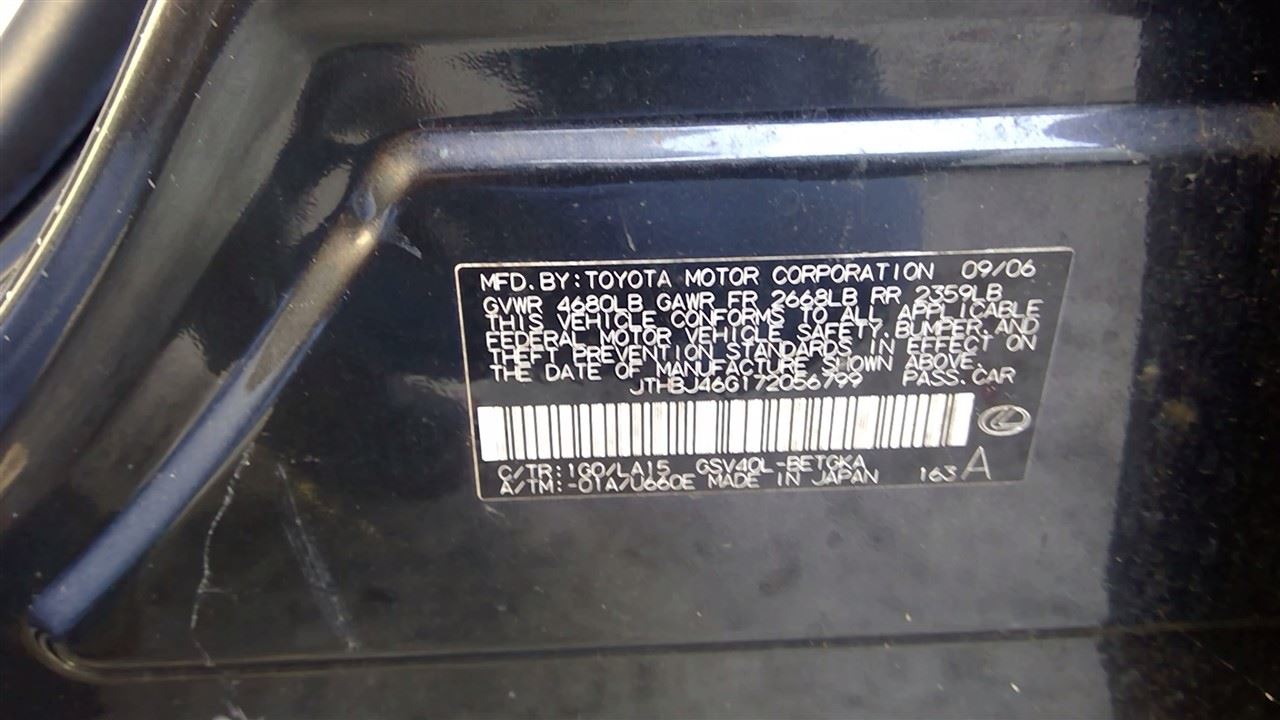 MFD. BY: TOYOTA MOTOR CORPORATION 09/06
GVWR 4680LB GAWR FR 2668LB RR 2359LB
THIS VEHICLE CONFORMS TO ALL APPLICABLE
FEDERAL MOTOR VEHICLE SAFETY, BUMPER, AND
THEFT PREVENTION STANDARDS IN EFFECT ON
THE DATE OF MANUFACTURE SHOWN ABOVE.
JTHBJ46G172056799 PASS. CAR
C/TR: 1G0/LA15 GSV40L-BETGKA
A/TM: -01A/U660E MADE IN JAPAN 163 A